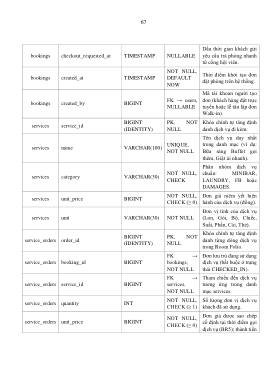 67
bookings checkout_requested_at TIMESTAMP NULLABLE Dấu thời gian khách gửi
yêu cầu trả phòng nhanh
từ cổng hội viên.
bookings created_at TIMESTAMP NOT NULL,
DEFAULT
NOW Thời điểm khởi tạo đơn
đặt phòng trên hệ thống.
bookings created_by BIGINT FK → users,
NULLABLE Mã tài khoản người tạo
đơn (khách hàng đặt trực
tuyến hoặc lễ tân lập đơn
Walk-in).
services service_id BIGINT
(IDENTITY) PK, NOT
NULL Khóa chính tự tăng định
danh dịch vụ đi kèm.
services name VARCHAR(100) UNIQUE,
NOT NULL Tên dịch vụ duy nhất
trong danh mục (ví dụ:
Bữa sáng Buffet gọi
thêm, Giặt ủi nhanh).
services category VARCHAR(30) NOT NULL,
CHECK Phân nhóm dịch vụ
chuẩn: MINIBAR,
LAUNDRY, FB hoặc
DAMAGES.
services unit_price BIGINT NOT NULL,
CHECK (≥ 0) Đơn giá niêm yết hiện
hành của dịch vụ (đồng).
services unit VARCHAR(30) NOT NULL Đơn vị tính của dịch vụ
(Lon, Gói, Bộ, Chiếc,
Suất, Phần, Cái, Thẻ).
service_orders order_id BIGINT
(IDENTITY) PK, NOT
NULL Khóa chính tự tăng định
danh từng dòng dịch vụ
trong Room Folio.
service_orders booking_id BIGINT FK →
bookings,
NOT NULL Đơn lưu trú đang sử dụng
dịch vụ (bắt buộc ở trạng
thái CHECKED_IN).
service_orders service_id BIGINT FK →
services,
NOT NULL Tham chiếu đến dịch vụ
tương ứng trong danh
mục services.
service_orders quantity INT NOT NULL,
CHECK (≥ 1) Số lượng đơn vị dịch vụ
khách đã sử dụng.
service_orders unit_price BIGINT NOT NULL,
CHECK (≥ 0) Đơn giá được sao chép
cố định tại thời điểm gọi
dịch vụ (BR5); tránh tiền